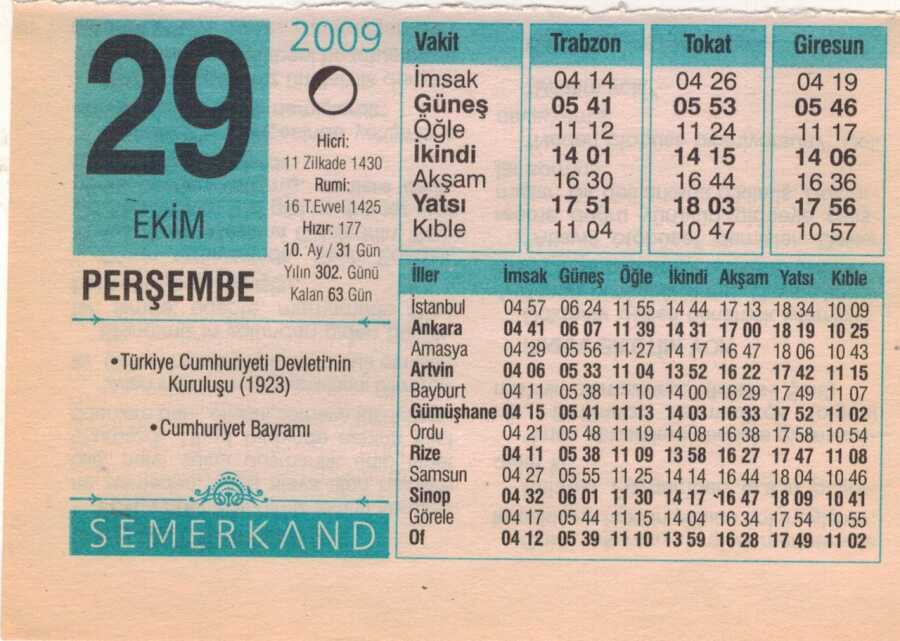 29
EKİM
PERŞEMBE
2009
Hicri:
11 Zilkade 1430
Rumi:
16 T.Evvel 1425
Hızır: 177
10. Ay / 31 Gün
Yılın 302. Günü
Kalan 63 Gün
•Türkiye Cumhuriyeti Devleti'nin
Kuruluşu (1923)
•Cumhuriyet Bayramı
SEMERKAND
Vakit Trabzon Tokat Giresun
İmsak 04 14 04 26 04 19
Güneş 05 41 05 53 05 46
Öğle 11 12 11 24 11 17
İkindi 14 01 14 15 14 06
Akşam 16 30 16 44 16 36
Yatsı 17 51 18 03 17 56
Kıble 11 04 10 47 10 57
İller İmsak Güneş Öğle İkindi Akşam Yatsı Kıble
İstanbul 04 57 06 24 11 55 14 44 17 13 18 34 10 09
Ankara 04 41 06 07 11 39 14 31 17 00 18 19 10 25
Amasya 04 29 05 56 11 27 14 17 16 47 18 06 10 43
Artvin 04 06 05 33 11 04 13 52 16 22 17 42 11 15
Bayburt 04 11 05 38 11 10 14 00 16 29 17 49 11 07
Gümüşhane 04 15 05 41 11 13 14 03 16 33 17 52 11 02
Ordu 04 21 05 48 11 19 14 08 16 38 17 58 10 54
Rize 04 11 05 38 11 09 13 58 16 27 17 47 11 08
Samsun 04 27 05 55 11 25 14 14 16 44 18 04 10 46
Sinop 04 32 06 01 11 30 14 17 16 47 18 09 10 41
Görele 04 17 05 44 11 15 14 04 16 34 17 54 10 55
Of 04 12 05 39 11 10 13 59 16 28 17 49 11 02